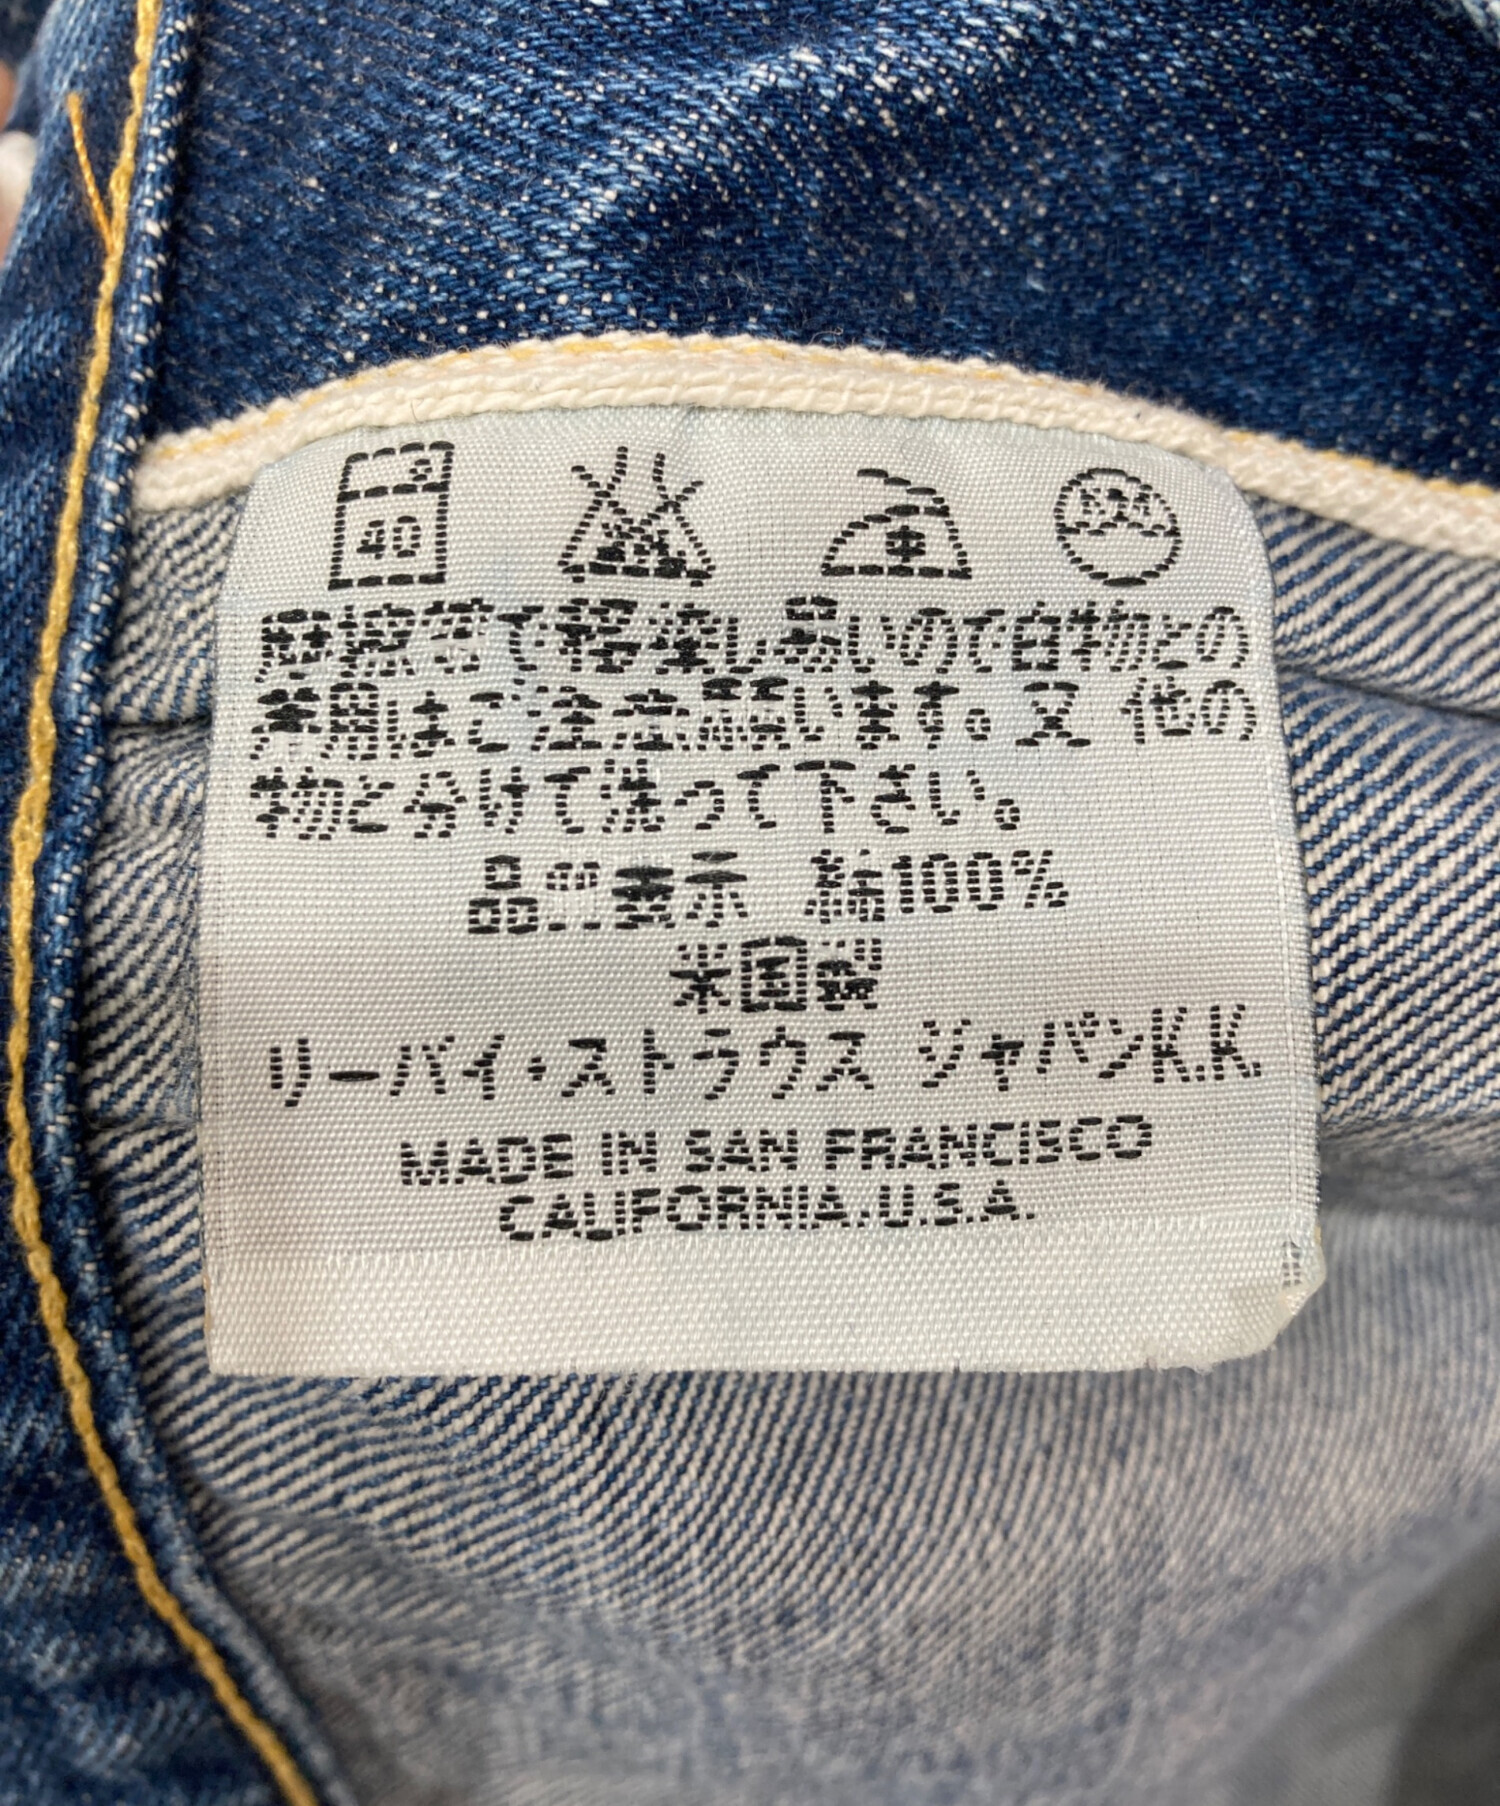 40
摩擦等で移染し易いので白物との
着用はご注意願います。又 他の
物と分けて洗って下さい。
品質表示 綿100%
米国製
リーバイ・ストラウス ジャパンK.K.
MADE IN SAN FRANCISCO
CALIFORNIA.U.S.A.